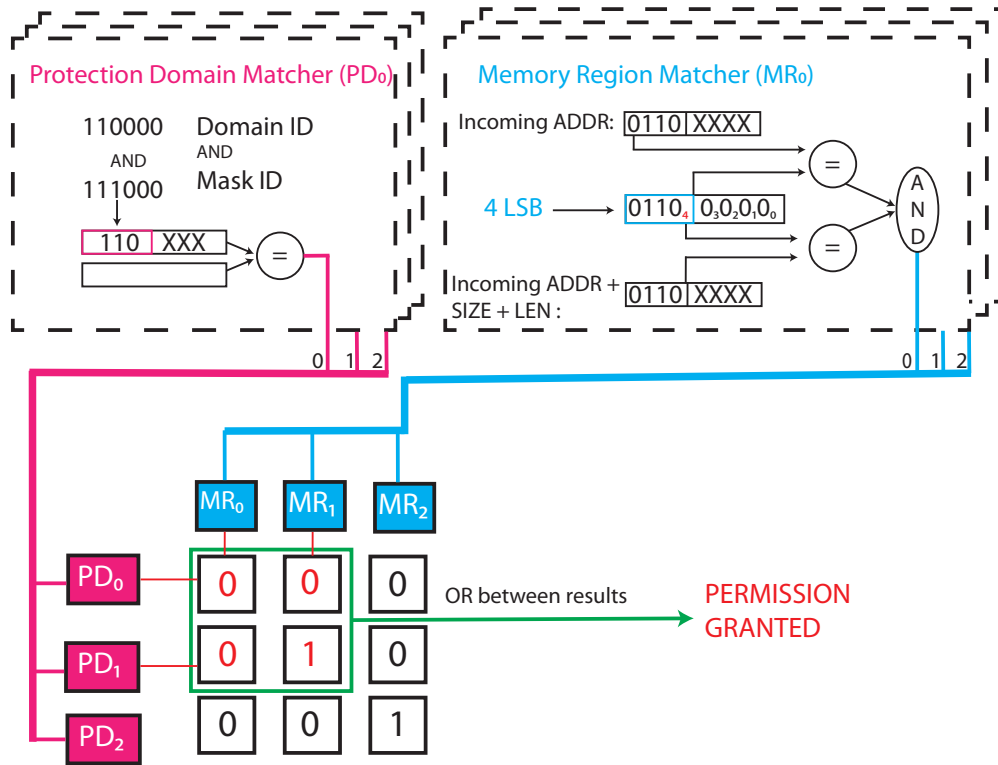 Protection Domain Matcher (PD₀)
110000 Domain ID
AND AND
111000 Mask ID
110 XXX
=
0 1 2
Memory Region Matcher (MR₀)
Incoming ADDR: 0110 XXXX
=
4 LSB 0110₄ 0₃0₂0₁0₀
AND
=
Incoming ADDR +
SIZE + LEN : 0110 XXXX
0 1 2
MR₀ MR₁ MR₂
PD₀ 0 0 0
OR between results
PERMISSION
GRANTED
PD₁ 0 1 0
PD₂ 0 0 1